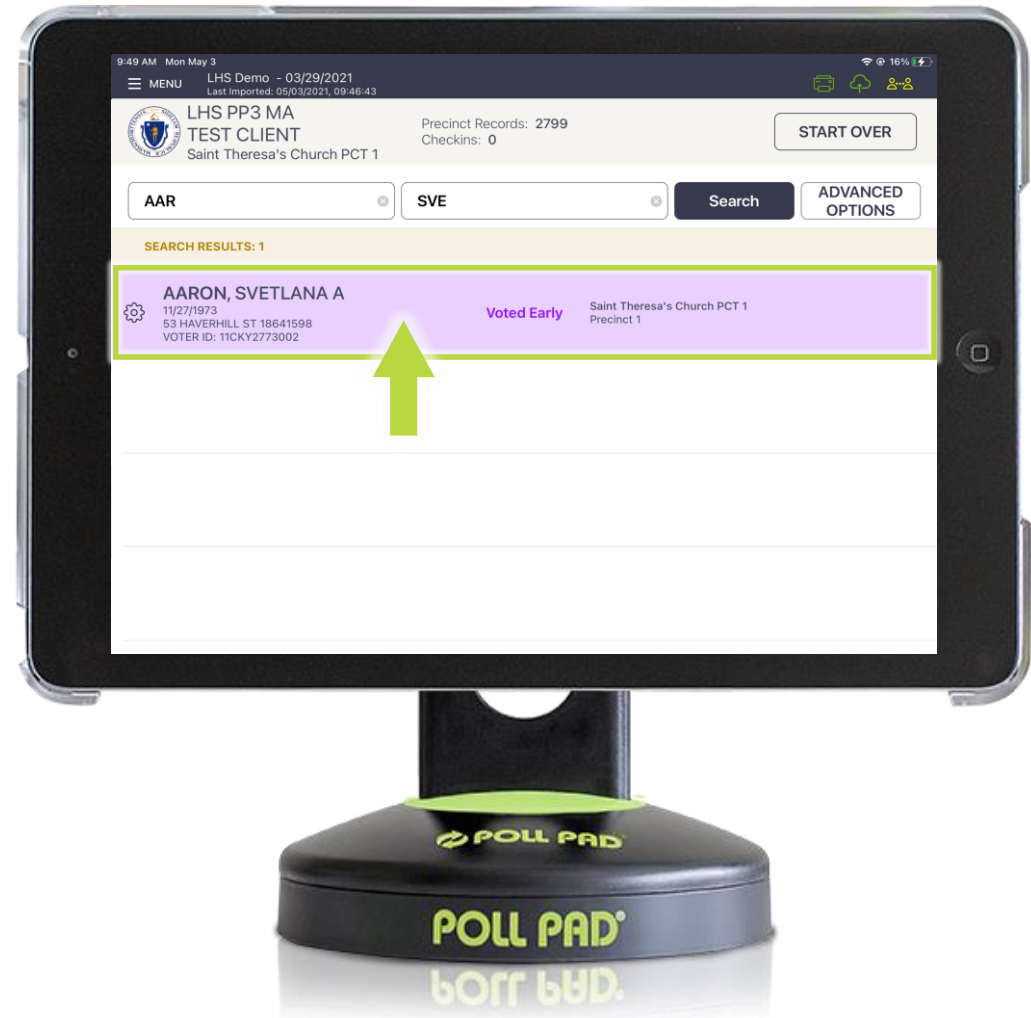 9:49 AM Mon May 3
16%
MENU
LHS Demo - 03/29/2021
Last Imported: 05/03/2021, 09:46:43
LHS PP3 MA
TEST CLIENT
Saint Theresa's Church PCT 1
Precinct Records: 2799
Checkins: 0
START OVER
AAR
SVE
Search
ADVANCED
OPTIONS
SEARCH RESULTS: 1
AARON, SVETLANA A
11/27/1973
53 HAVERHILL ST 18641598
VOTER ID: 11CKY2773002
Voted Early
Saint Theresa's Church PCT 1
Precinct 1
POLL PAD
POLL PAD®